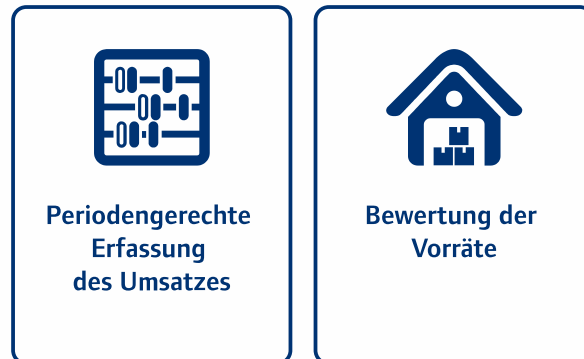 Periodengerechte
Erfassung
des Umsatzes
Bewertung der
Vorräte